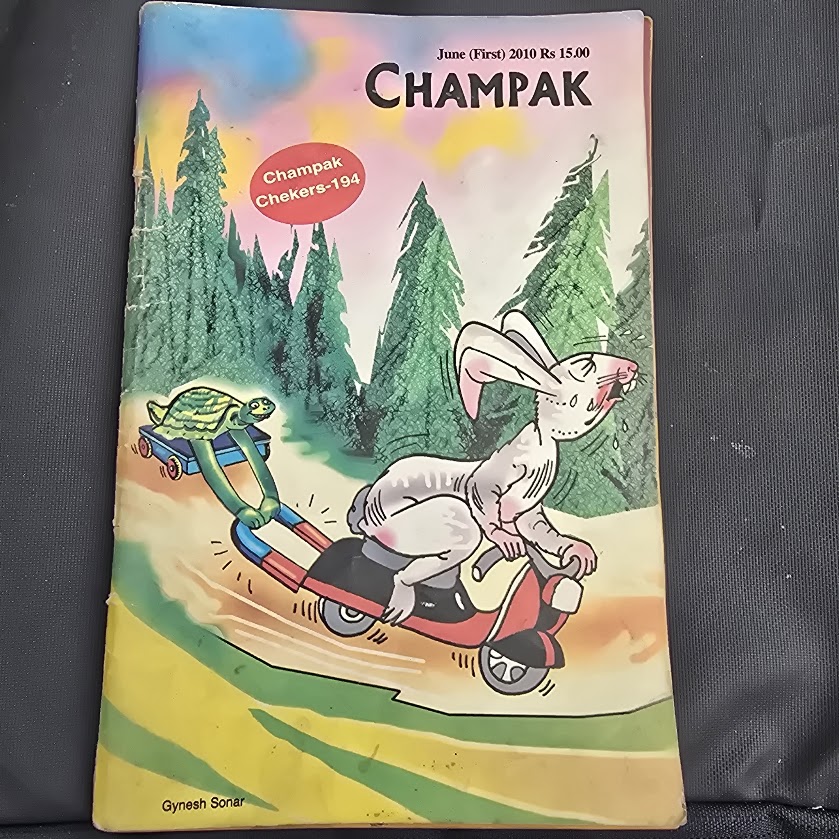 June (First) 2010 Rs 15.00
CHAMPAK
Champak
Chekers-194
Gynesh Sonar